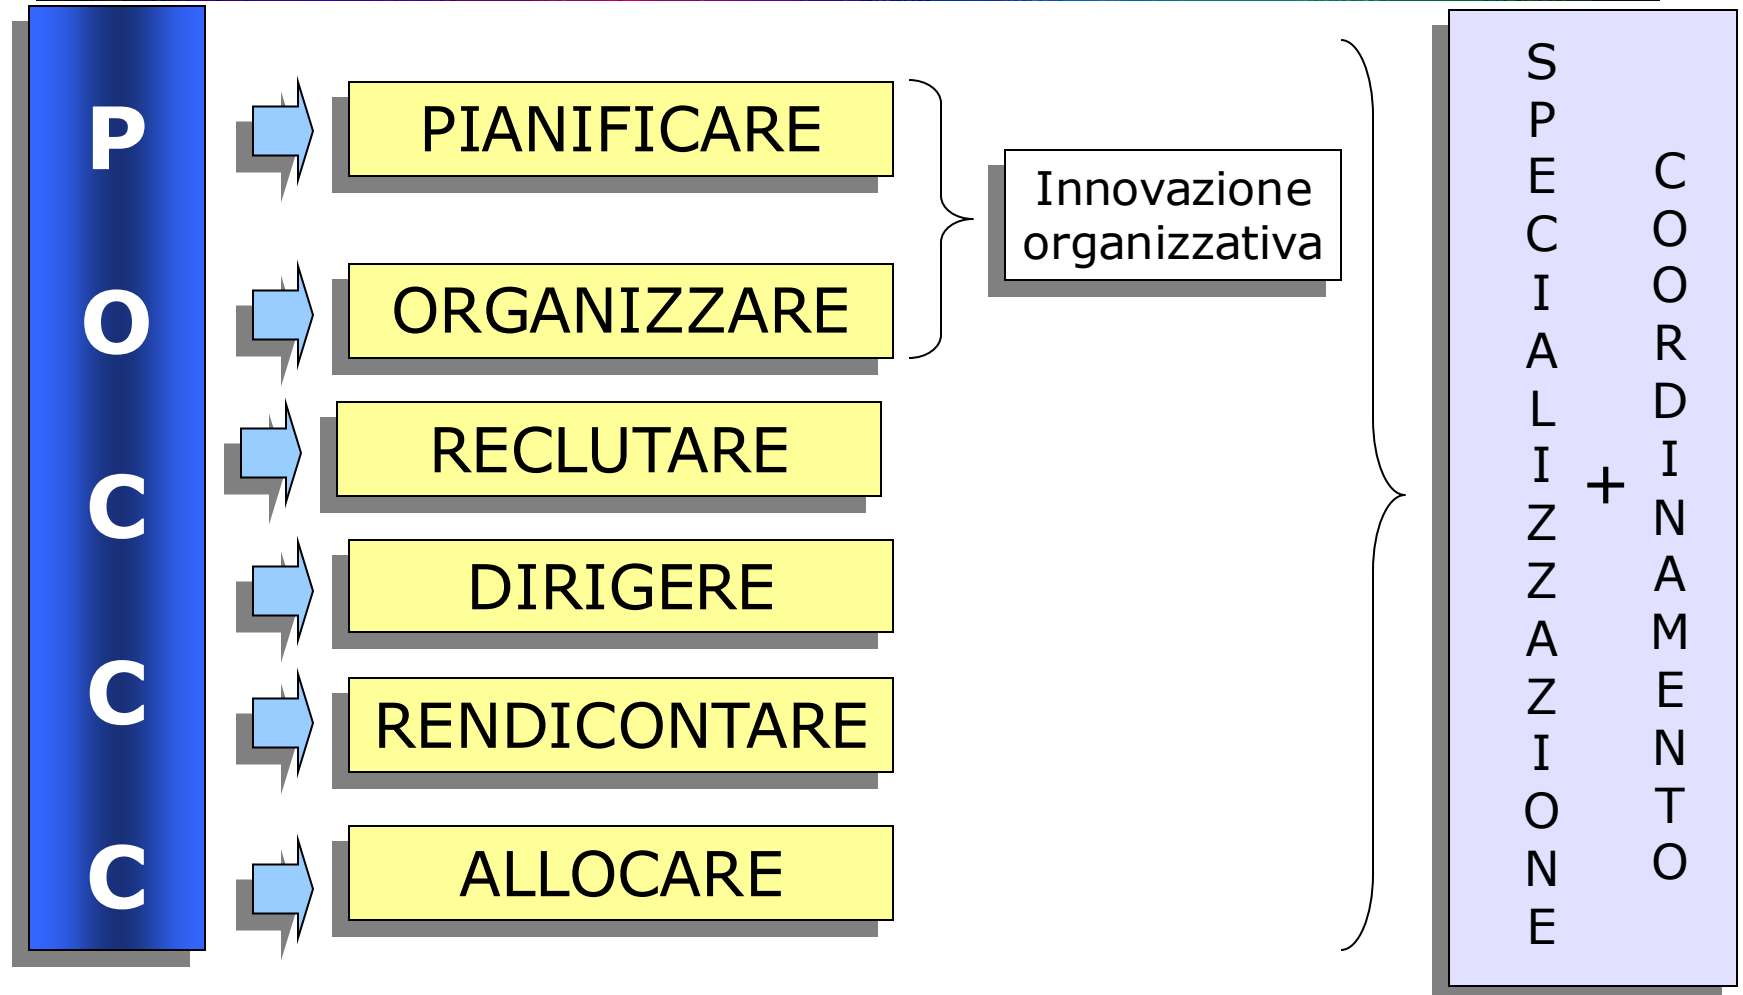 P
O
C
C
C
PIANIFICARE
ORGANIZZARE
RECLUTARE
DIRIGERE
RENDICONTARE
ALLOCARE
Innovazione
organizzativa
SPECIALIZZAZIONE
+
COORDINAMENTO